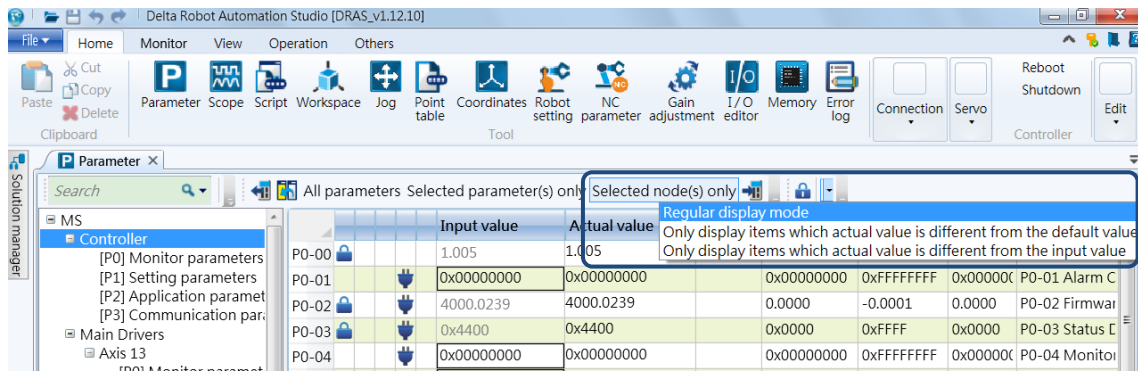 Delta Robot Automation Studio [DRAS_v1.12.10]
File Home Monitor View Operation Others
Paste Cut Copy Delete
Clipboard
Parameter Scope Script Workspace Jog Point table Coordinates Robot setting NC parameter Gain adjustment I/O editor Memory Error log
Tool
Connection Servo
Reboot
Shutdown
Controller
Edit
Solution manager
Parameter
Search All parameters Selected parameter(s) only Selected node(s) only
Regular display mode
Only display items which actual value is different from the default value
Only display items which actual value is different from the input value
MS
Controller
[P0] Monitor parameters
[P1] Setting parameters
[P2] Application paramet
[P3] Communication para
Main Drivers
Axis 13
Input value Actual value
P0-00 1.005 1.005
P0-01 0x00000000 0x00000000 0x00000000 0xFFFFFFFF 0x000000 P0-01 Alarm C
P0-02 4000.0239 4000.0239 0.0000 -0.0001 0.0000 P0-02 Firmwar
P0-03 0x4400 0x4400 0x0000 0xFFFF 0x0000 P0-03 Status
P0-04 0x00000000 0x00000000 0x00000000 0xFFFFFFFF 0x000000 P0-04 Monitor